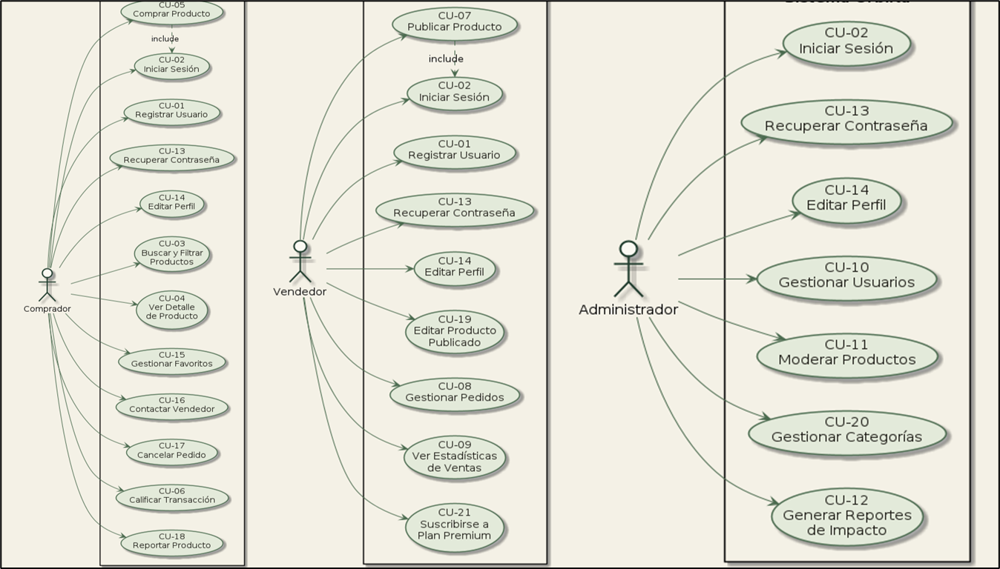 CU-05
Comprar Producto
include
CU-02
Iniciar Sesión
CU-01
Registrar Usuario
CU-13
Recuperar Contraseña
CU-14
Editar Perfil
CU-03
Buscar y Filtrar
Productos
Comprador
CU-04
Ver Detalle
de Producto
CU-15
Gestionar Favoritos
CU-16
Contactar Vendedor
CU-17
Cancelar Pedido
CU-06
Calificar Transacción
CU-18
Reportar Producto
CU-07
Publicar Producto
include
CU-02
Iniciar Sesión
CU-01
Registrar Usuario
CU-13
Recuperar Contraseña
CU-14
Editar Perfil
Vendedor
CU-19
Editar Producto
Publicado
CU-08
Gestionar Pedidos
CU-09
Ver Estadísticas
de Ventas
CU-21
Suscribirse a
Plan Premium
CU-02
Iniciar Sesión
CU-13
Recuperar Contraseña
CU-14
Editar Perfil
CU-10
Gestionar Usuarios
Administrador
CU-11
Moderar Productos
CU-20
Gestionar Categorías
CU-12
Generar Reportes
de Impacto